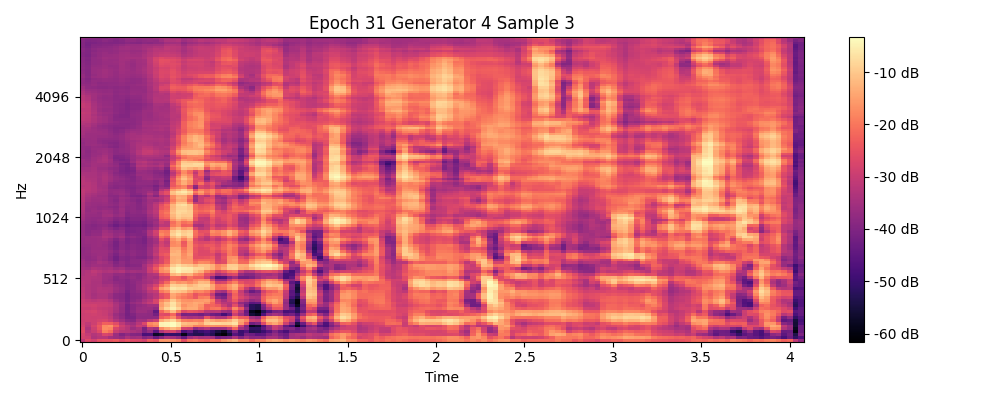 Epoch 31 Generator 4 Sample 3
Hz
4096
2048
1024
512
0
0
0.5
1
1.5
2
2.5
3
3.5
4
Time
-10 dB
-20 dB
-30 dB
-40 dB
-50 dB
-60 dB